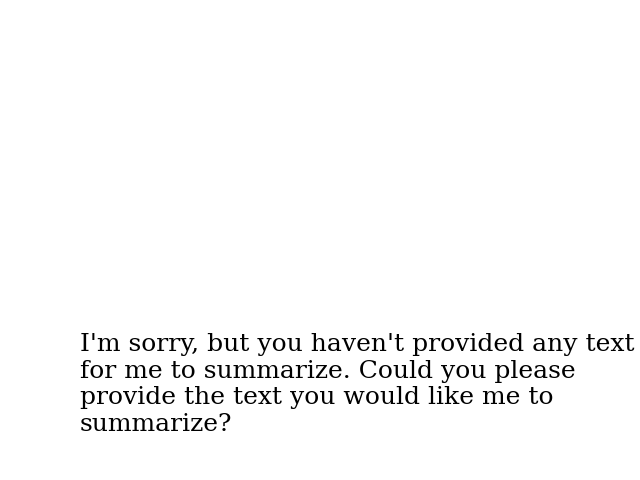 I'm sorry, but you haven't provided any text
for me to summarize. Could you please
provide the text you would like me to
summarize?